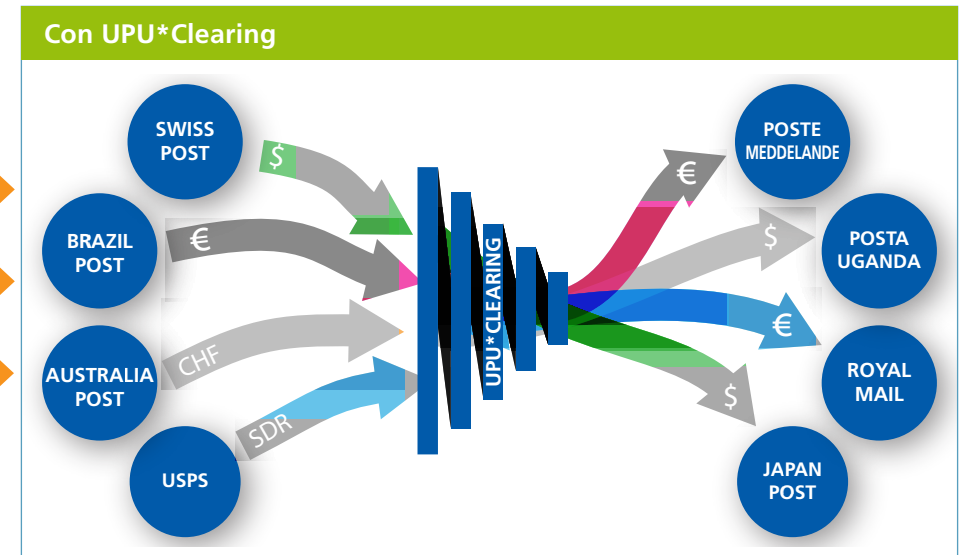 Con UPU*Clearing
SWISS
POST
$
BRAZIL
POST
€
AUSTRALIA
POST
CHF
USPS
SDR
UPU*CLEARING
POSTE
MEDDELANDE
€
POSTA
UGANDA
$
ROYAL
MAIL
€
JAPAN
POST
$